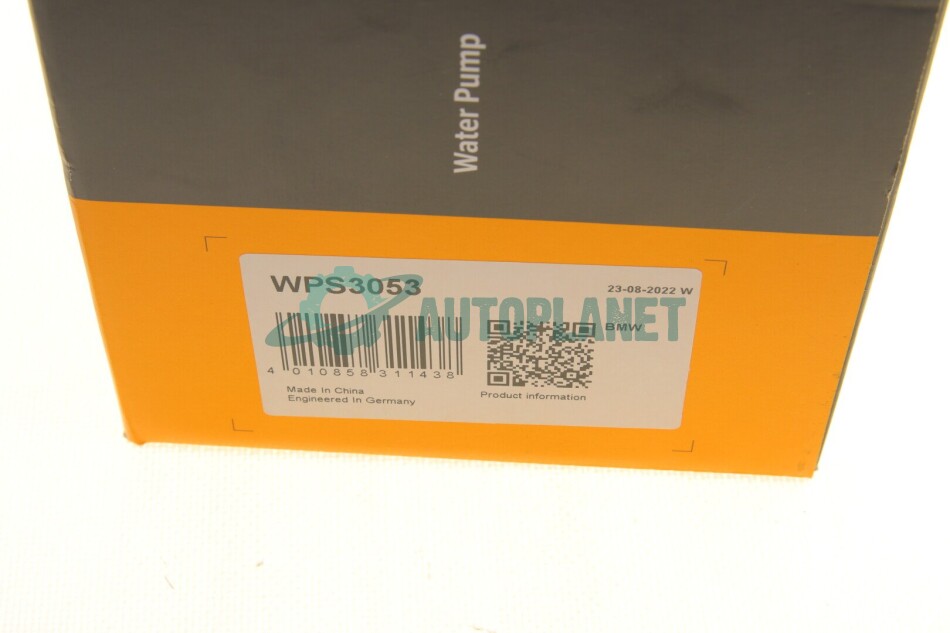 Water Pump
WPS3053
23-08-2022 W
AUTOPLANET
BMW
4 010858 311438
Made In China
Engineered In Germany
Product information